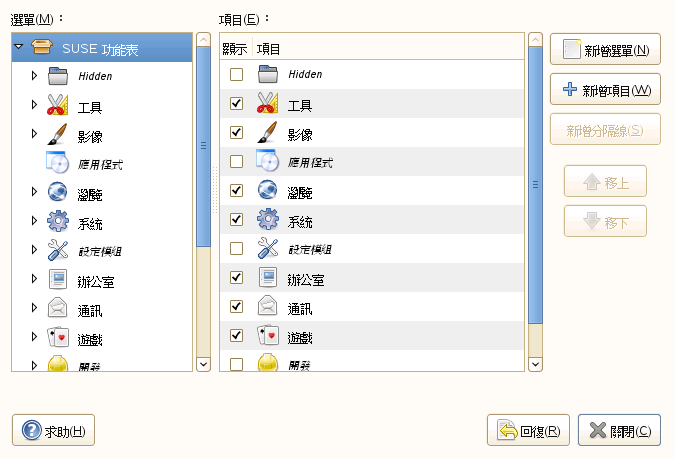 選單(M)：
SUSE 功能表
Hidden
工具
影像
應用程式
瀏覽
系統
設定模組
辦公室
通訊
遊戲
開發
項目(E)：
顯示 項目
Hidden
工具
影像
應用程式
瀏覽
系統
設定模組
辦公室
通訊
遊戲
開發
新增選單(N)
新增項目(W)
新增分隔線(S)
移上
移下
求助(H)
回復(R)
關閉(C)